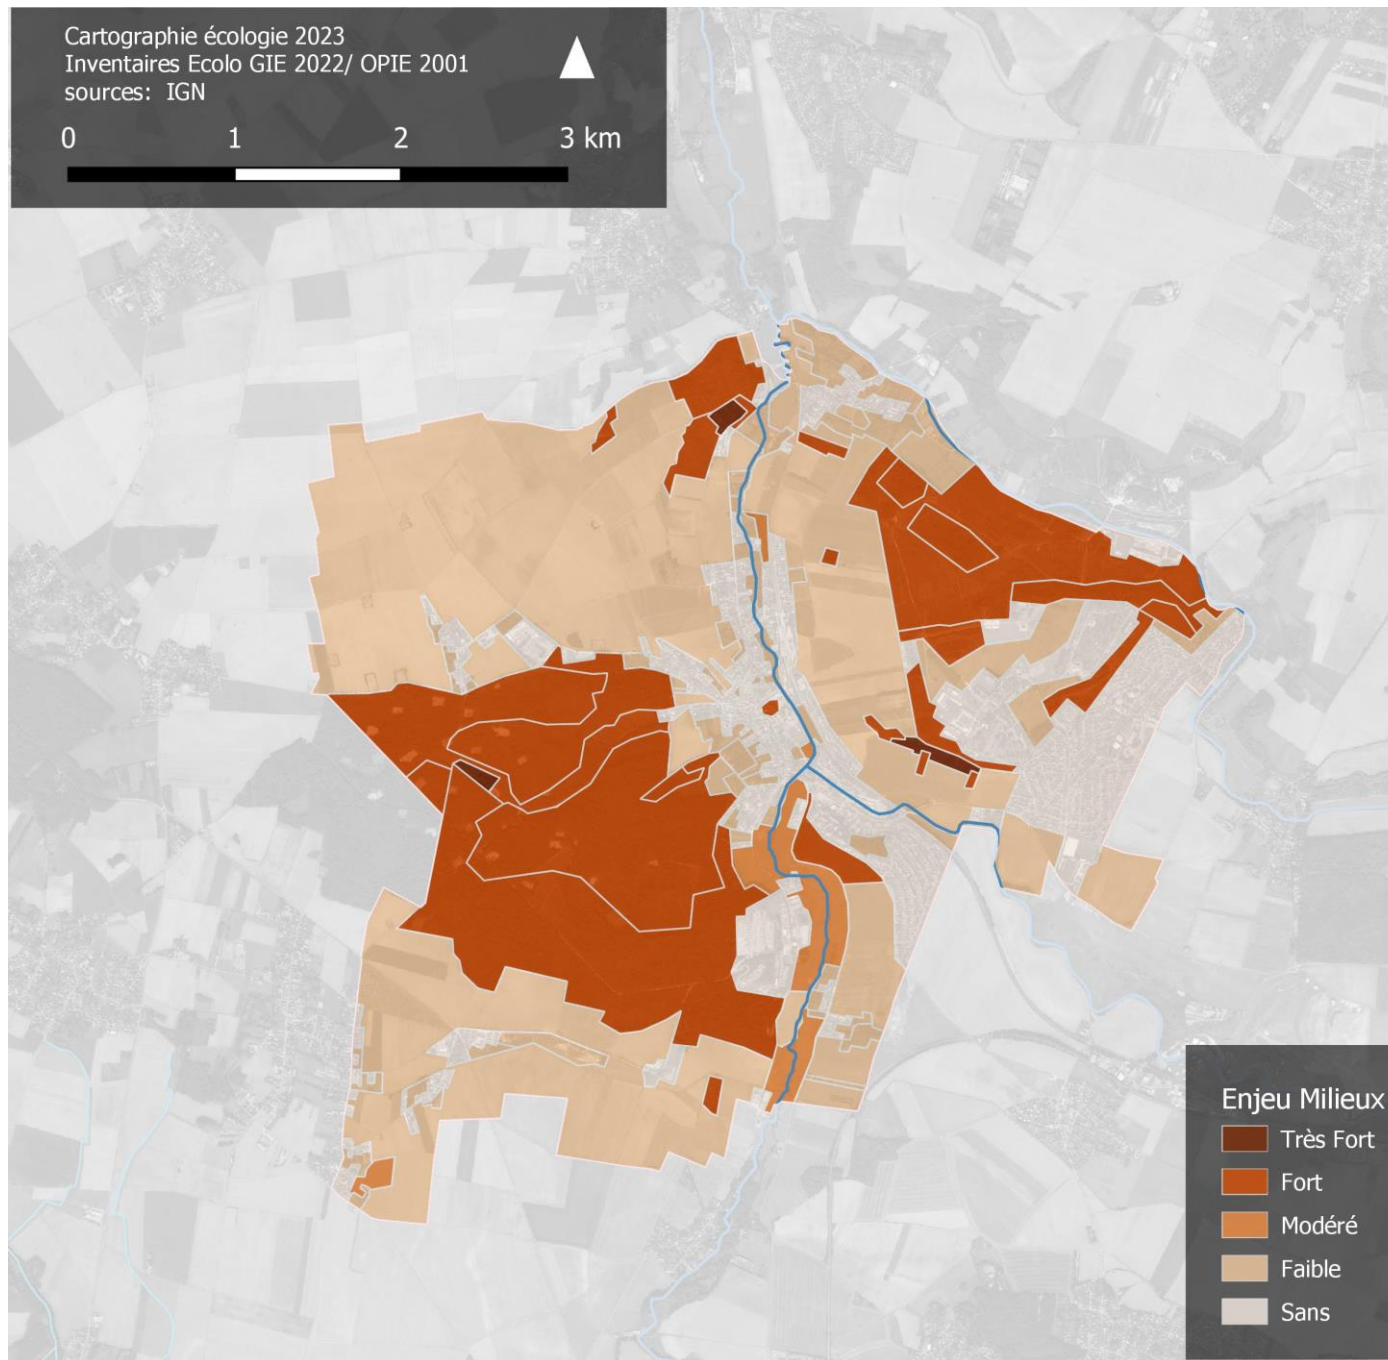 Cartographie écologie 2023
Inventaires Ecolo GIE 2022/ OPIE 2001
sources: IGN
0 1 2 3 km
Enjeu Milieux
Très Fort
Fort
Modéré
Faible
Sans